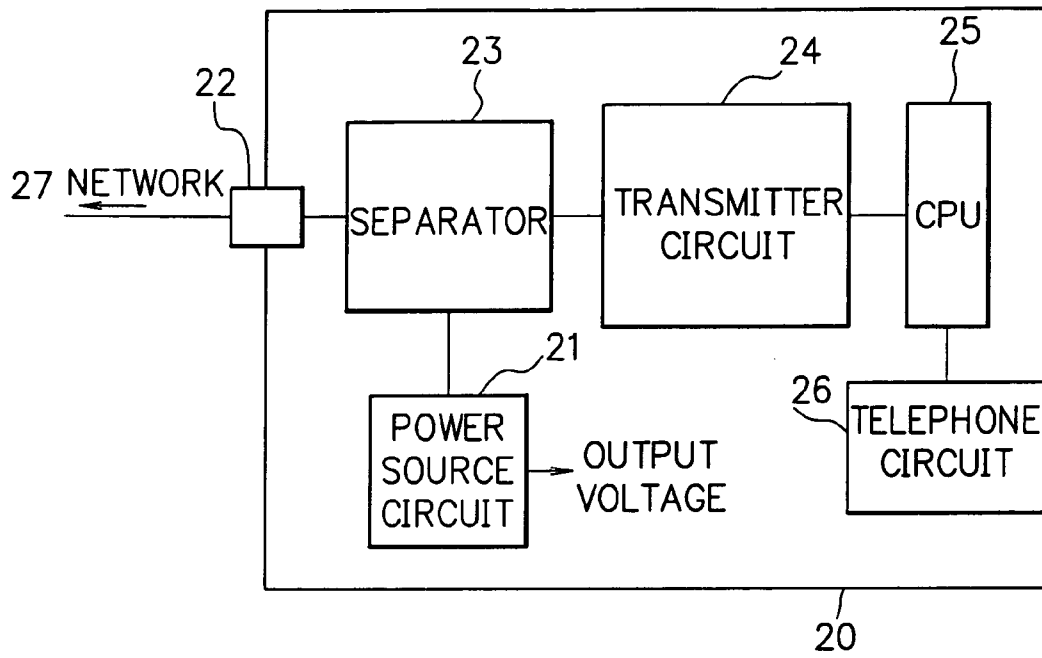 23
24
25
22
27 NETWORK
SEPARATOR
TRANSMITTER
CIRCUIT
CPU
21
26
POWER
SOURCE
CIRCUIT
OUTPUT
VOLTAGE
TELEPHONE
CIRCUIT
20